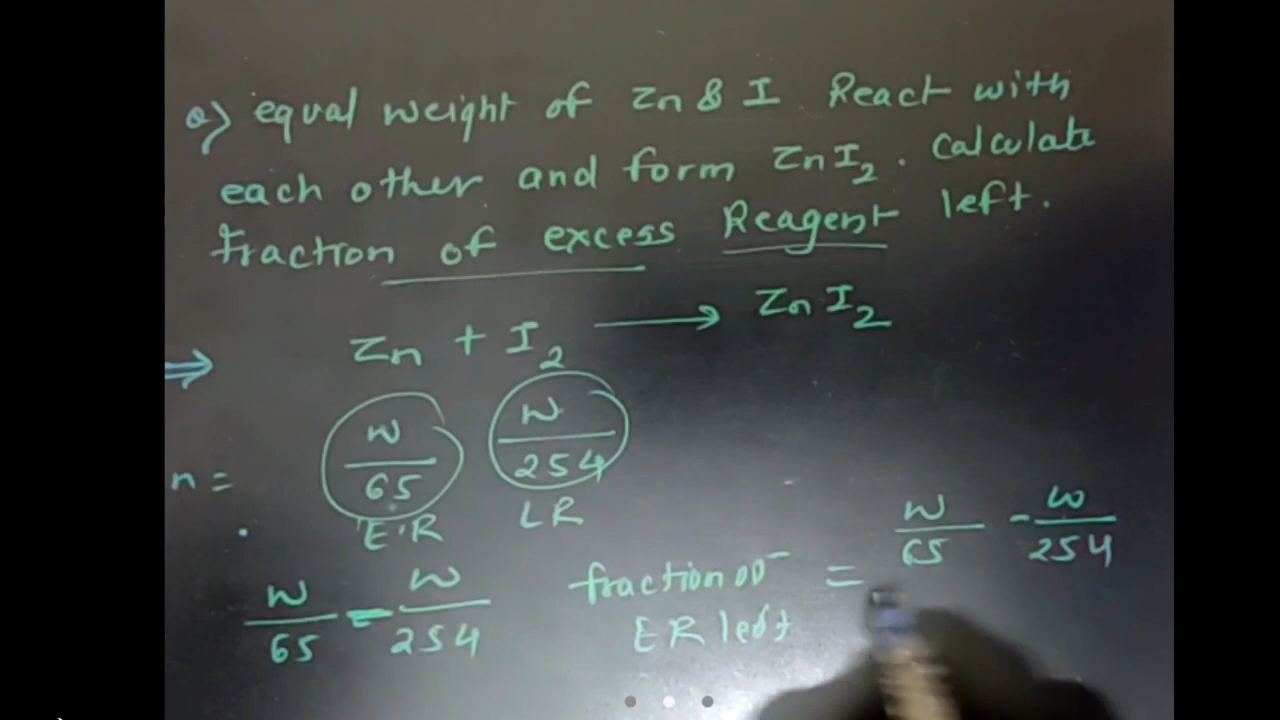 Q) equal weight of Zn & I React with
each other and form ZnI2. Calculate
fraction of excess Reagent left.
⇒ Zn + I2 → ZnI2
n = W/65 W/254
E.R LR
W/65 - W/254 fraction of = W/65 - W/254
ER left